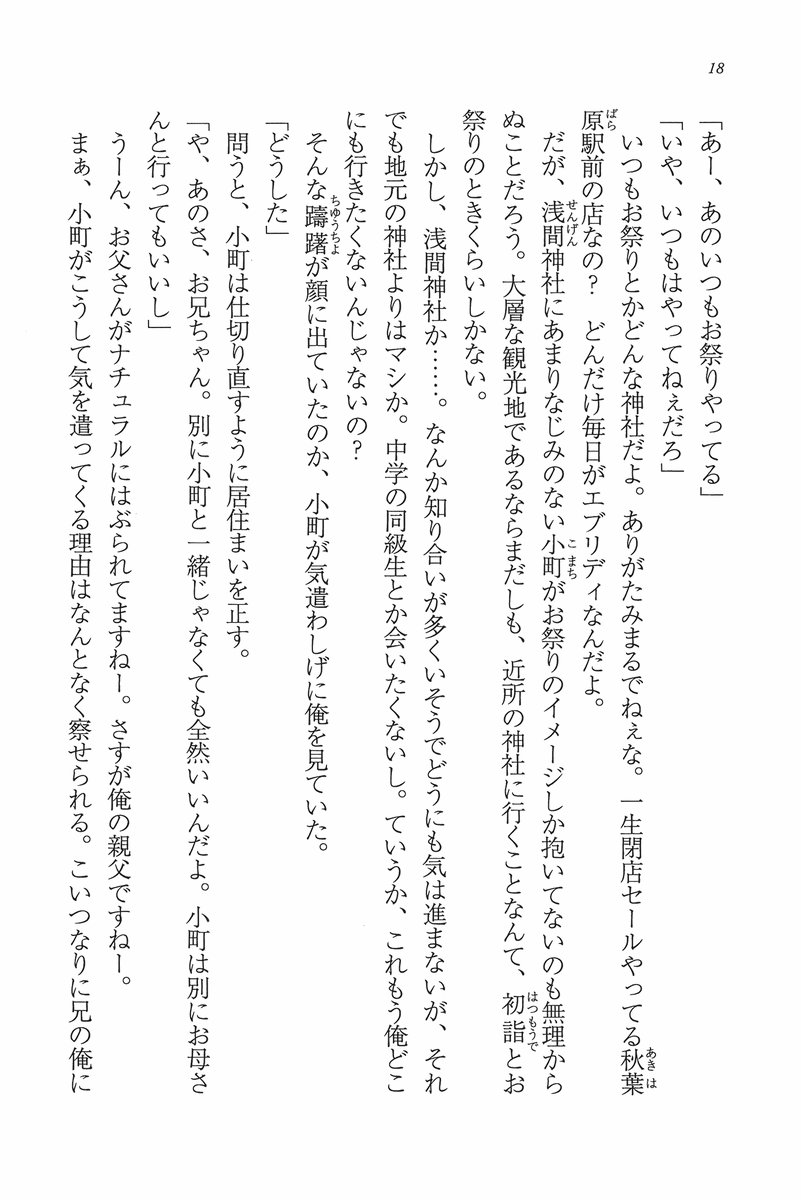 18
「あー、あのいつもお祭りやってる」
「いや、いつもはやってねぇだろ」
いつもお祭りとかどんな神社だよ。ありがたみまるでねぇな。一生閉店セールやってる秋葉
原駅前の店なの？　どんだけ毎日がエブリディなんだよ。
だが、浅間神社にあまりなじみのない小町がお祭りのイメージしか抱いてないのも無理から
ぬことだろう。大層な観光地であるならまだしも、近所の神社に行くことなんて、初詣とお
祭りのときくらいしかない。
しかし、浅間神社か……。なんか知り合いが多くいそうでどうにも気は進まないが、それ
でも地元の神社よりはマシか。中学の同級生とか会いたくないし。ていうか、これもう俺どこ
にも行きたくないんじゃないの？
そんな躊躇が顔に出ていたのか、小町が気遣わしげに俺を見ていた。
「どうした」
問うと、小町は仕切り直すように居住まいを正す。
「や、あのさ、お兄ちゃん。別に小町と一緒じゃなくても全然いいんだよ。小町は別にお母さ
んと行ってもいいし」
うーん、お父さんがナチュラルにはぶられてますねー。さすが俺の親父ですねー。
まぁ、小町がこうして気を遣ってくる理由はなんとなく察せられる。こいつなりに兄の俺に